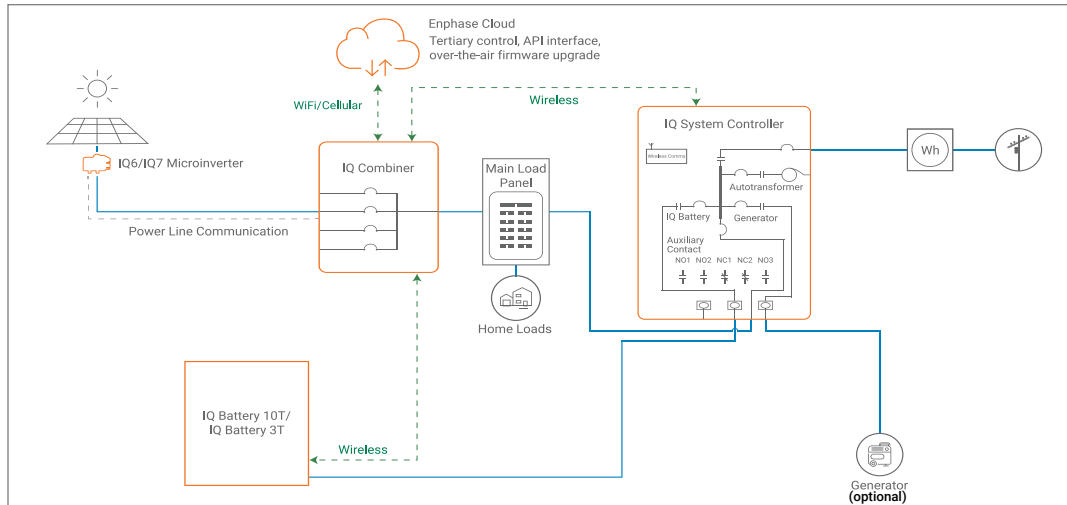 Enphase Cloud
Tertiary control, API interface,
over-the-air firmware upgrade
WiFi/Cellular
Wireless
IQ6/IQ7 Microinverter
Power Line Communication
IQ Combiner
Main Load
Panel
Home Loads
IQ System Controller
Wireless Comms
Autotransformer
IQ Battery
Generator
Auxiliary
Contact
NO1 NO2 NC1 NC2 NO3
Wh
IQ Battery 10T/
IQ Battery 3T
Wireless
Generator
(optional)